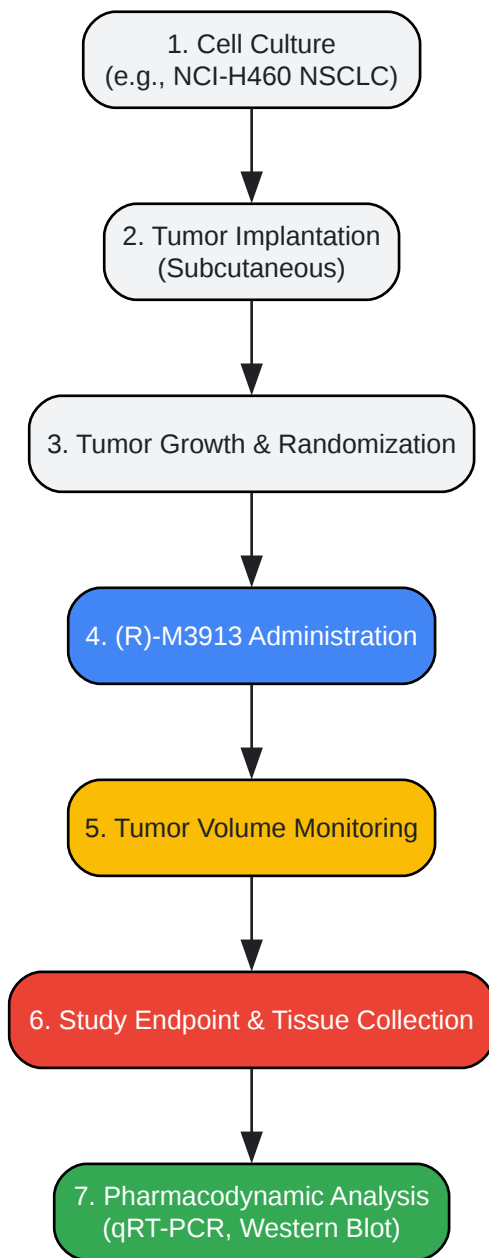 1. Cell Culture
(e.g., NCI-H460 NSCLC)
2. Tumor Implantation
(Subcutaneous)
3. Tumor Growth & Randomization
4. (R)-M3913 Administration
5. Tumor Volume Monitoring
6. Study Endpoint & Tissue Collection
7. Pharmacodynamic Analysis
(qRT-PCR, Western Blot)